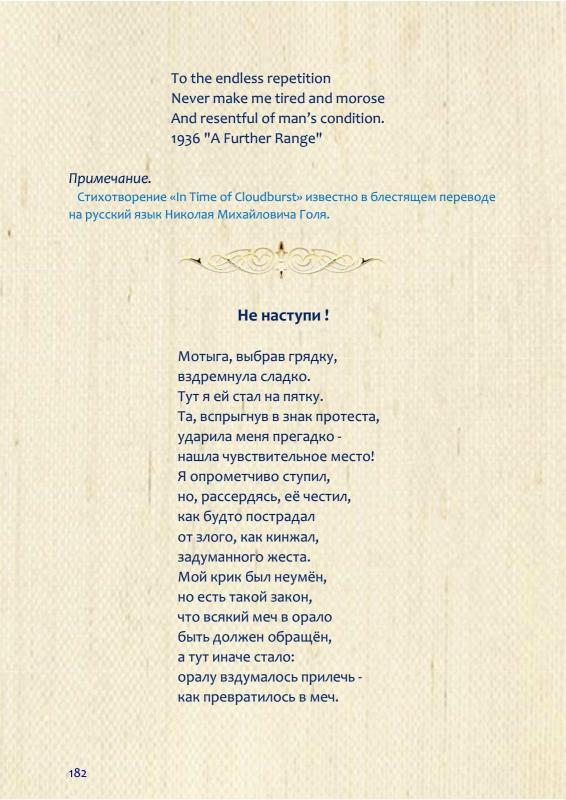 To the endless repetition
Never make me tired and morose
And resentful of man’s condition.
1936 "A Further Range"
Примечание.
Стихотворение «In Time of Cloudburst» известно в блестящем переводе
на русский язык Николая Михайловича Голя.
Не наступи !
Мотыга, выбрав грядку,
вздремнула сладко.
Тут я ей стал на пятку.
Та, вспрыгнув в знак протеста,
ударила меня прегадко -
нашла чувствительное место!
Я опрометчиво ступил,
но, рассердясь, её честил,
как будто пострадал
от злого, как кинжал,
задуманного жеста.
Мой крик был неумён,
но есть такой закон,
что всякий меч в орало
быть должен обращён,
а тут иначе стало:
оралу вздумалось прилечь -
как превратилось в меч.
182